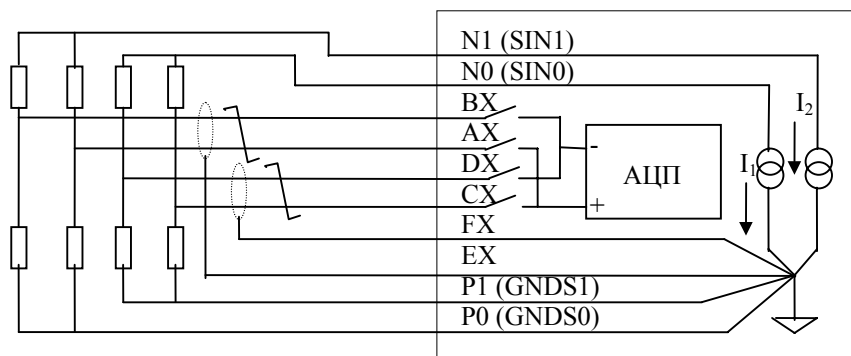 N1 (SIN1)
N0 (SIN0)
BX
I₂
AX
-
DX
АЦП
I₁
CX
+
FX
EX
P1 (GNDS1)
P0 (GNDS0)